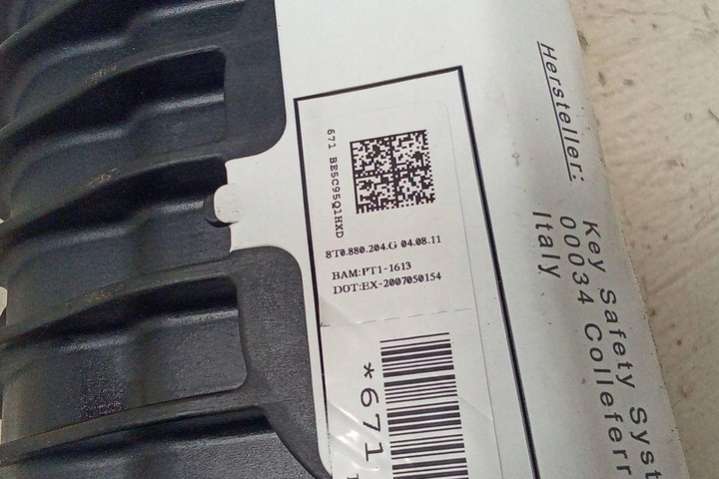 Hersteller:
Key Safety Syst
00034 Colleferr
Italy
671 BE5C95Q1HXD
8T0.880.204.G 04.08.11
BAM:PT1-1613
DOT:EX-2007050154
*671